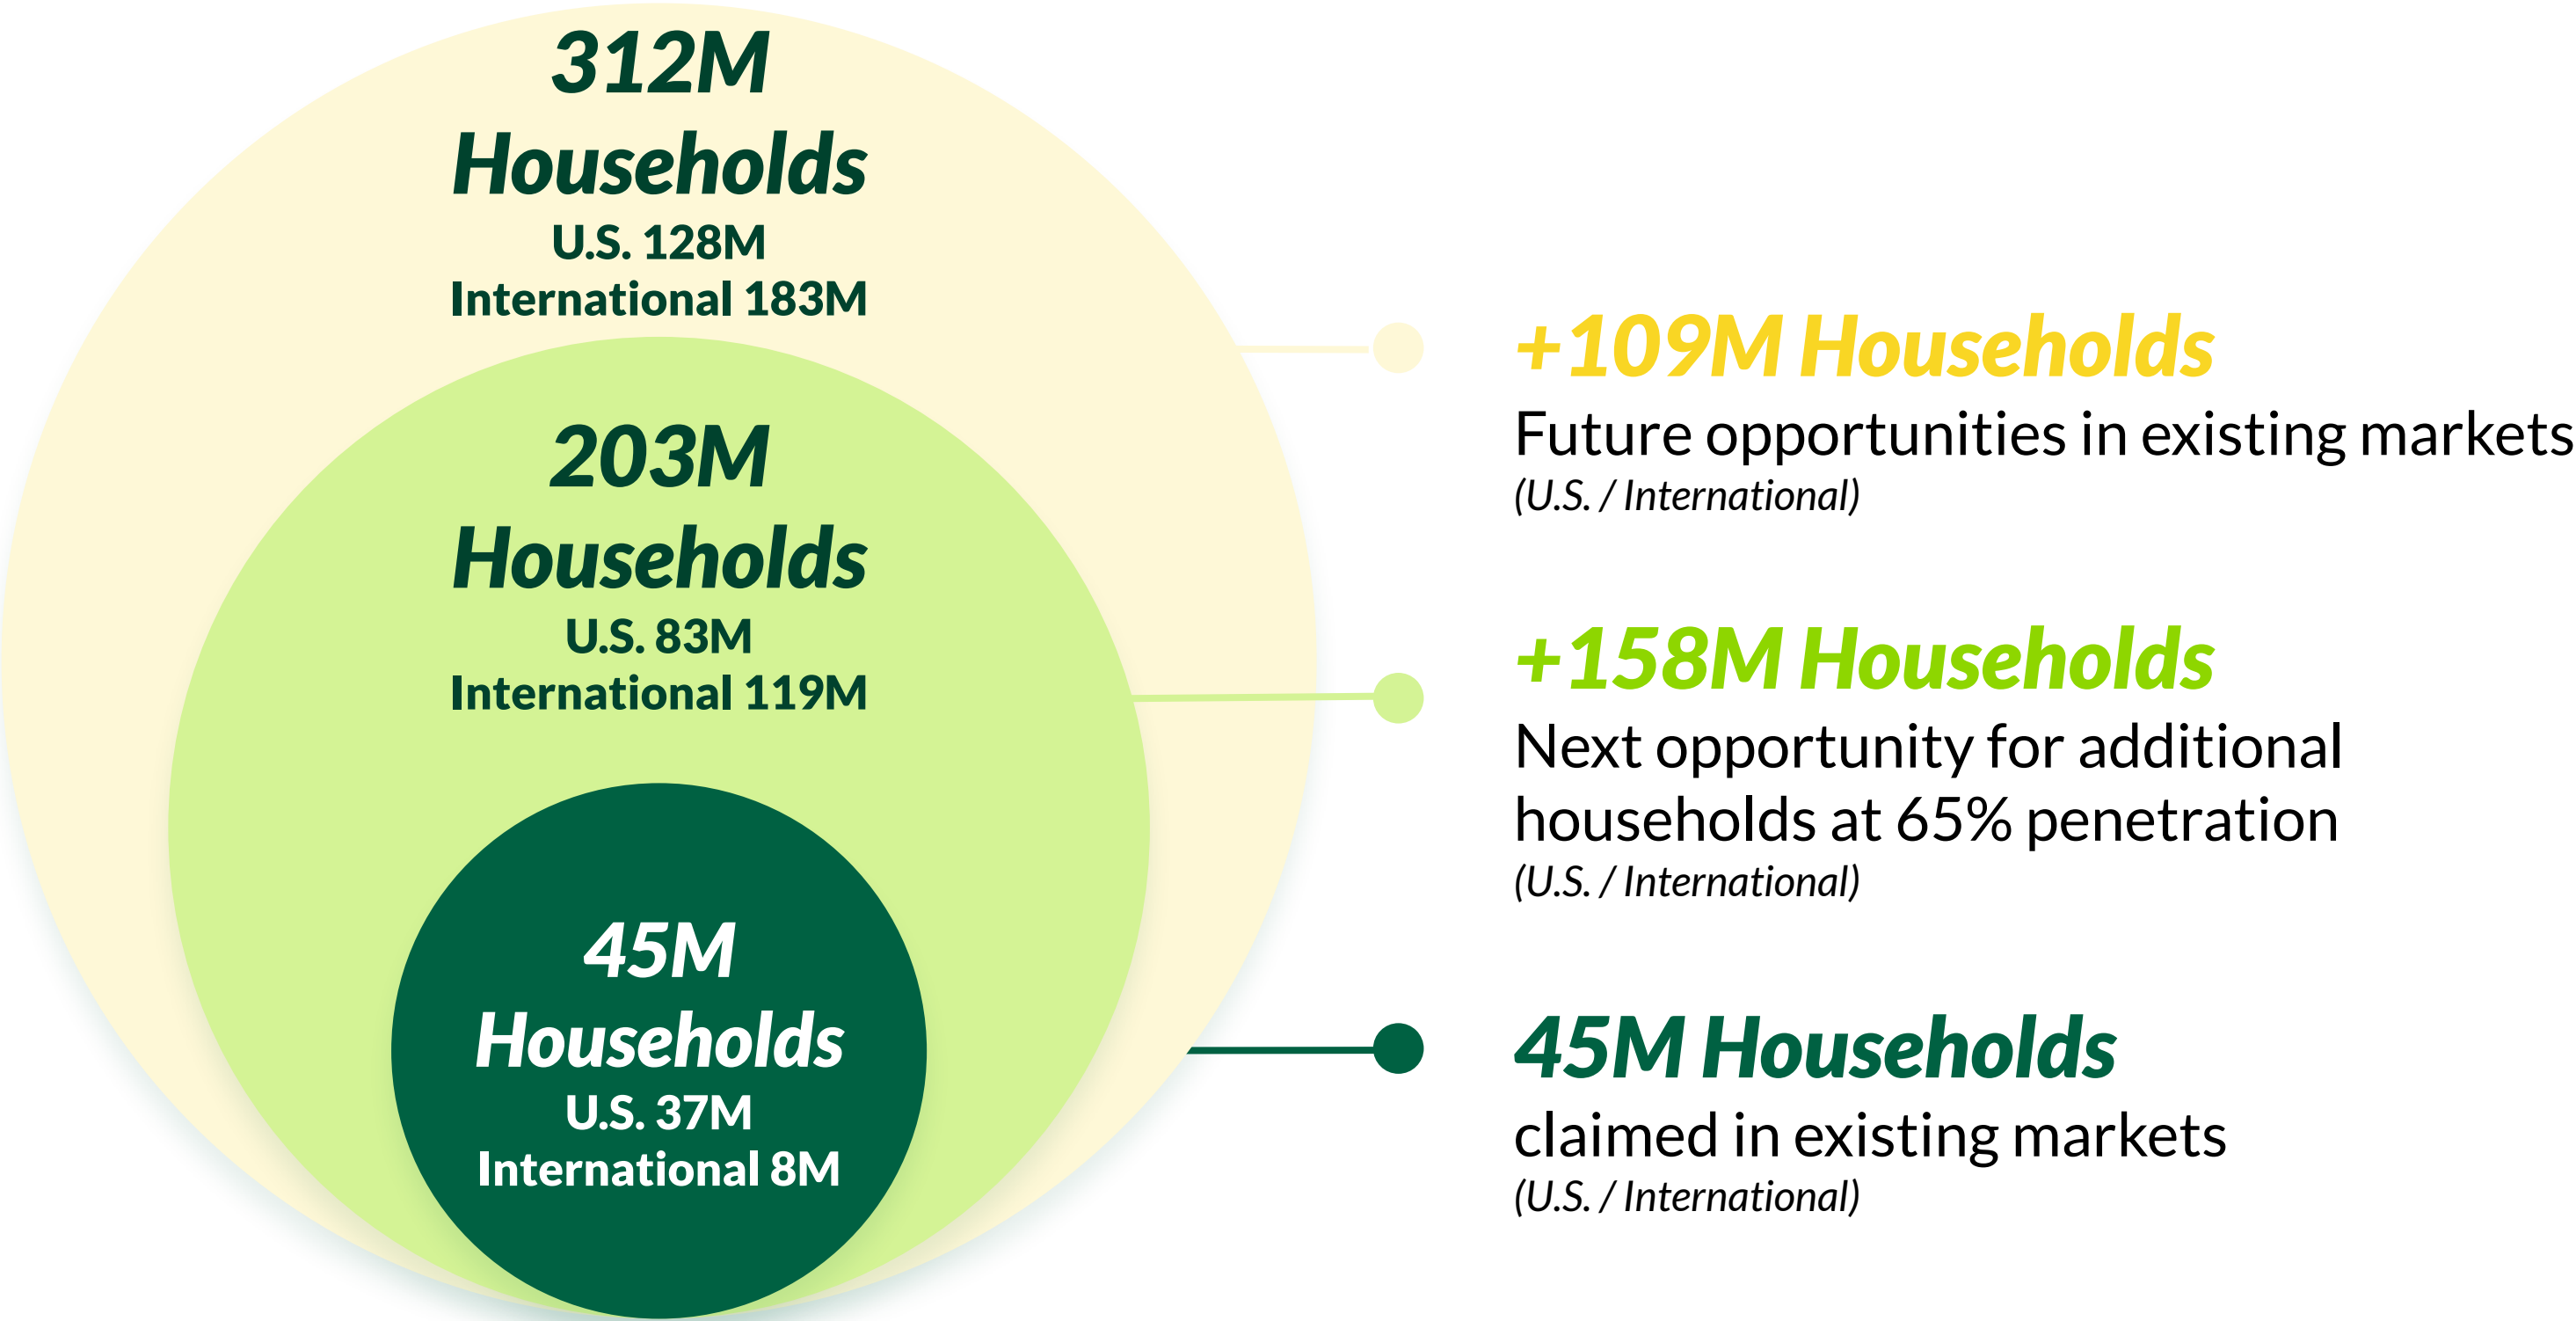 312M
Households
U.S. 128M
International 183M
203M
Households
U.S. 83M
International 119M
45M
Households
U.S. 37M
International 8M
+109M Households
Future opportunities in existing markets
(U.S. / International)
+158M Households
Next opportunity for additional
households at 65% penetration
(U.S. / International)
45M Households
claimed in existing markets
(U.S. / International)